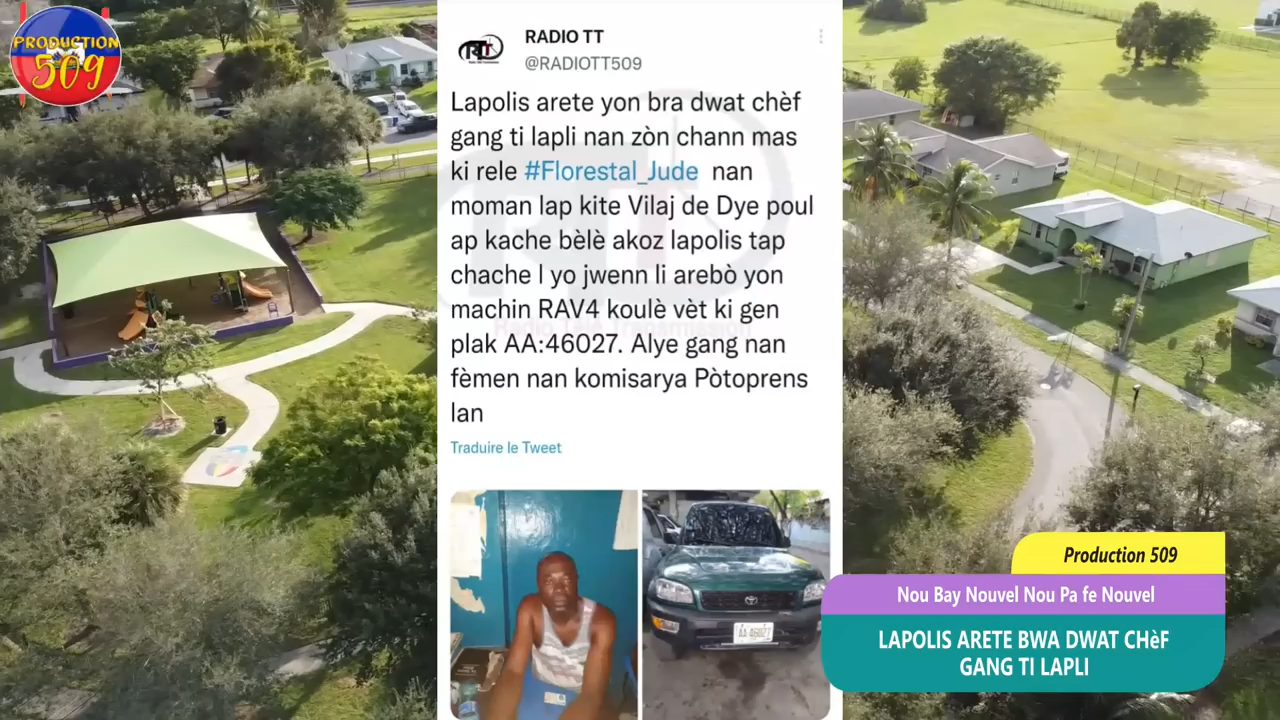 PRODUCTION
509
RADIO TT
@RADIOTT509
Lapolis arete yon bra dwat chèf
gang ti lapli nan zòn chann mas
ki rele #Florestal_Jude nan
moman lap kite Vilaj de Dye poul
ap kache bèlè akoz lapolis tap
chache l yo jwenn li arebò yon
machin RAV4 koulè vèt ki gen
plak AA:46027. Alye gang nan
fèmen nan komisarya Pòtoprens
lan
Traduire le Tweet
AA 46027
Production 509
Nou Bay Nouvel Nou Pa fe Nouvel
LAPOLIS ARETE BWA DWAT CHèF
GANG TI LAPLI